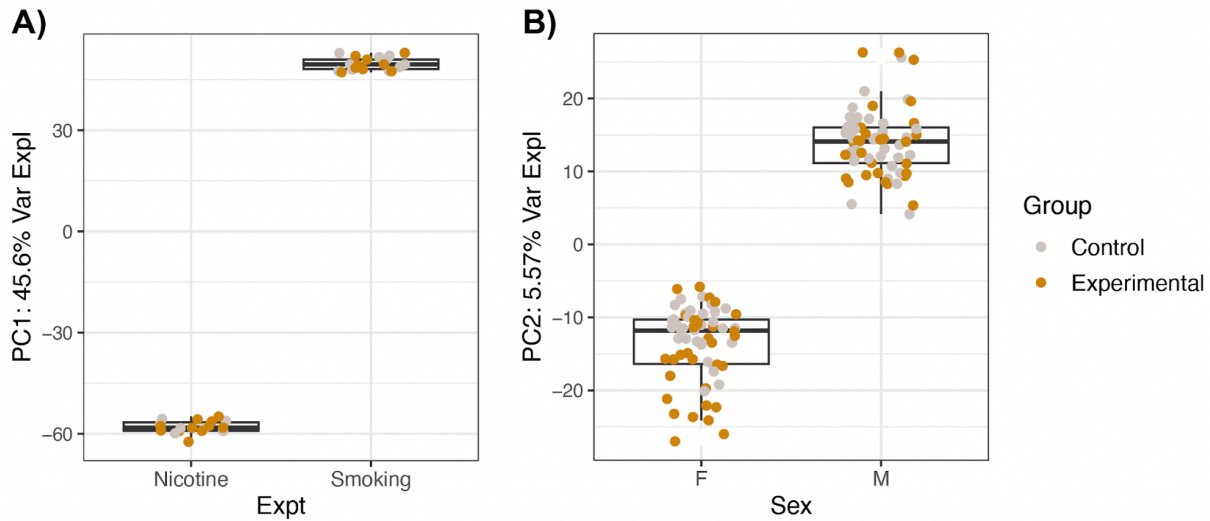 A)
PC1: 45.6% Var Expl
30
0
−30
−60
Nicotine
Smoking
Expt
B)
PC2: 5.57% Var Expl
20
10
0
−10
−20
F
M
Sex
Group
Control
Experimental